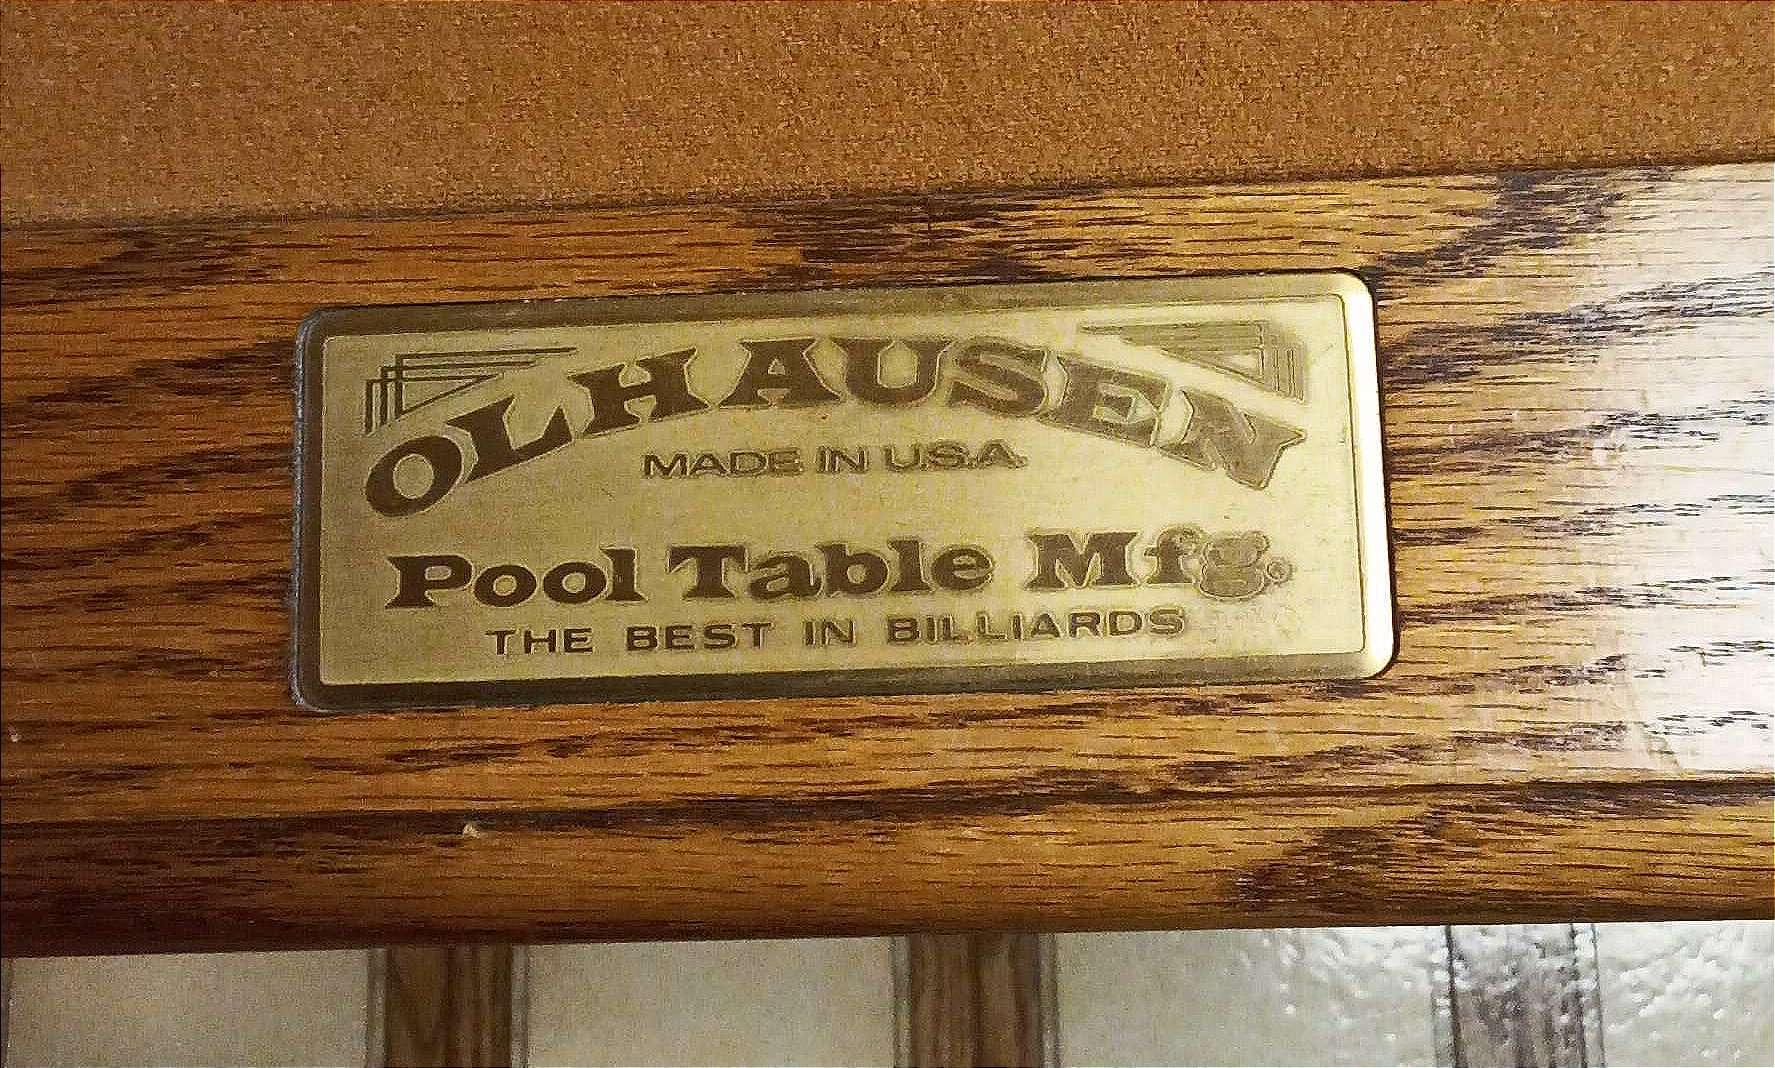 OLHAUSEN
MADE IN U.S.A.
Pool Table Mfg.
THE BEST IN BILLIARDS